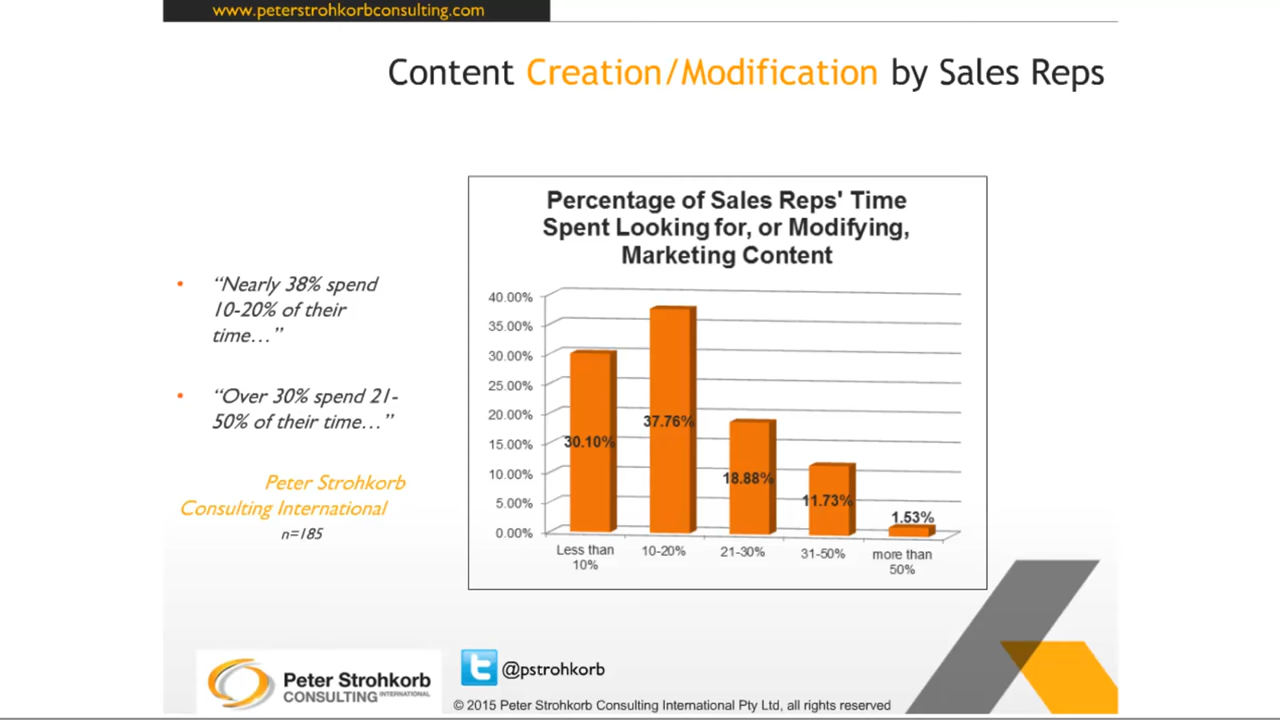 www.peterstrohkorbconsulting.com
Content Creation/Modification by Sales Reps
• “Nearly 38% spend
10-20% of their
time…”
• “Over 30% spend 21-
50% of their time…”
Peter Strohkorb
Consulting International
n=185
Percentage of Sales Reps' Time
Spent Looking for, or Modifying,
Marketing Content
40.00%
35.00%
30.00%
25.00%
20.00%
15.00%
10.00%
5.00%
0.00%
30.10%
37.76%
18.88%
11.73%
1.53%
Less than
10%
10-20%
21-30%
31-50%
more than
50%
Peter Strohkorb
CONSULTING INTERNATIONAL
@pstrohkorb
© 2015 Peter Strohkorb Consulting International Pty Ltd, all rights reserved